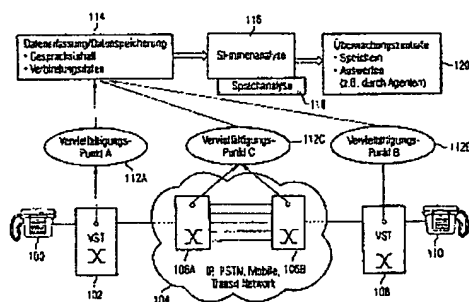 114
Datenerfassung/Datenspeicherung
• Gesprächsinhalt
• Verbindungsdaten
116
Stimmenanalyse
Sprachanalyse
118
Überwachungszentrale
• Speichern
• Auswerten
(z.B. durch Agenten)
120
Vervielfältigungs-
Punkt A
112A
Vervielfältigungs-
Punkt C
112C
Vervielfältigungs-
Punkt B
112B
100
VST
102
106A
106B
104
IP, PSTN, Mobile,
Transit Network
VST
108
110